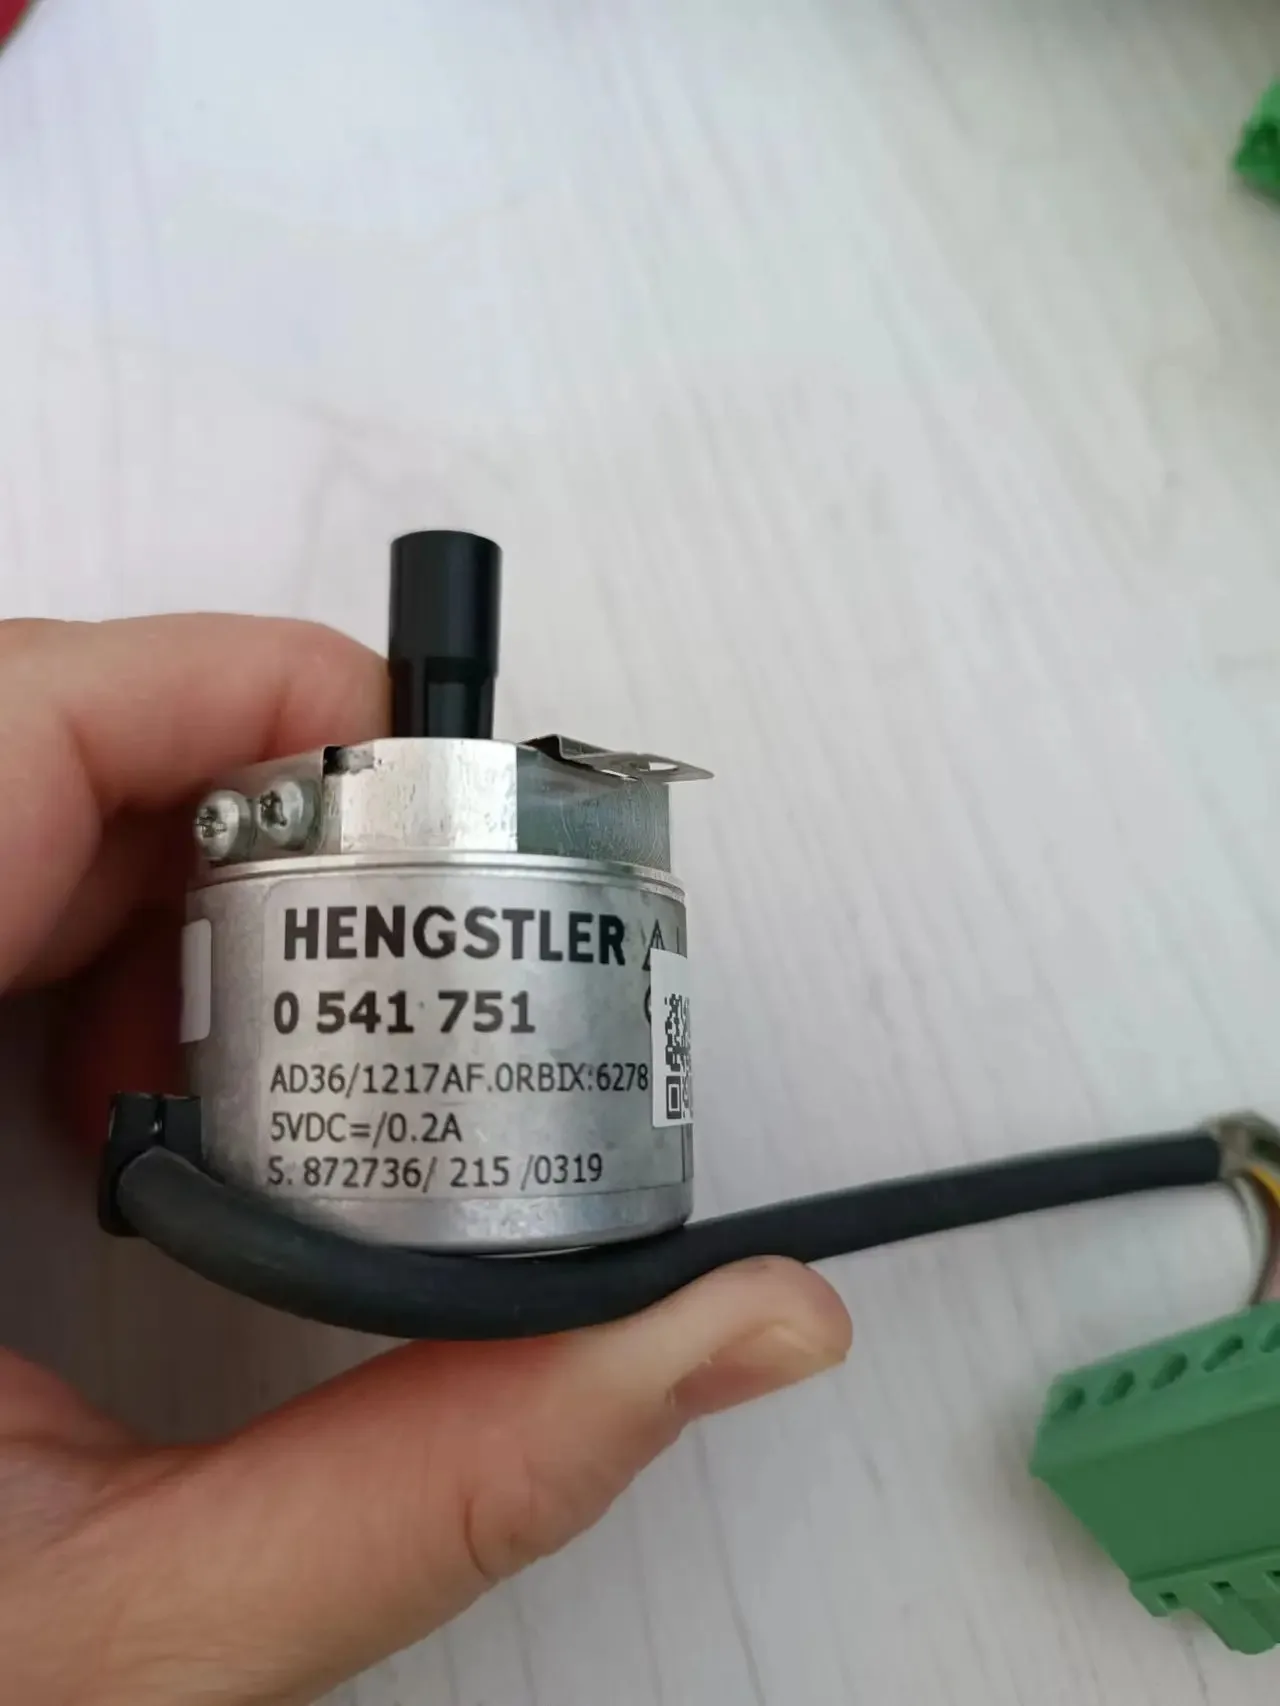 HENGSTLER
0 541 751
AD36/1217AF.0RBIX:6278
5VDC=/0.2A
S: 872736/ 215 /0319